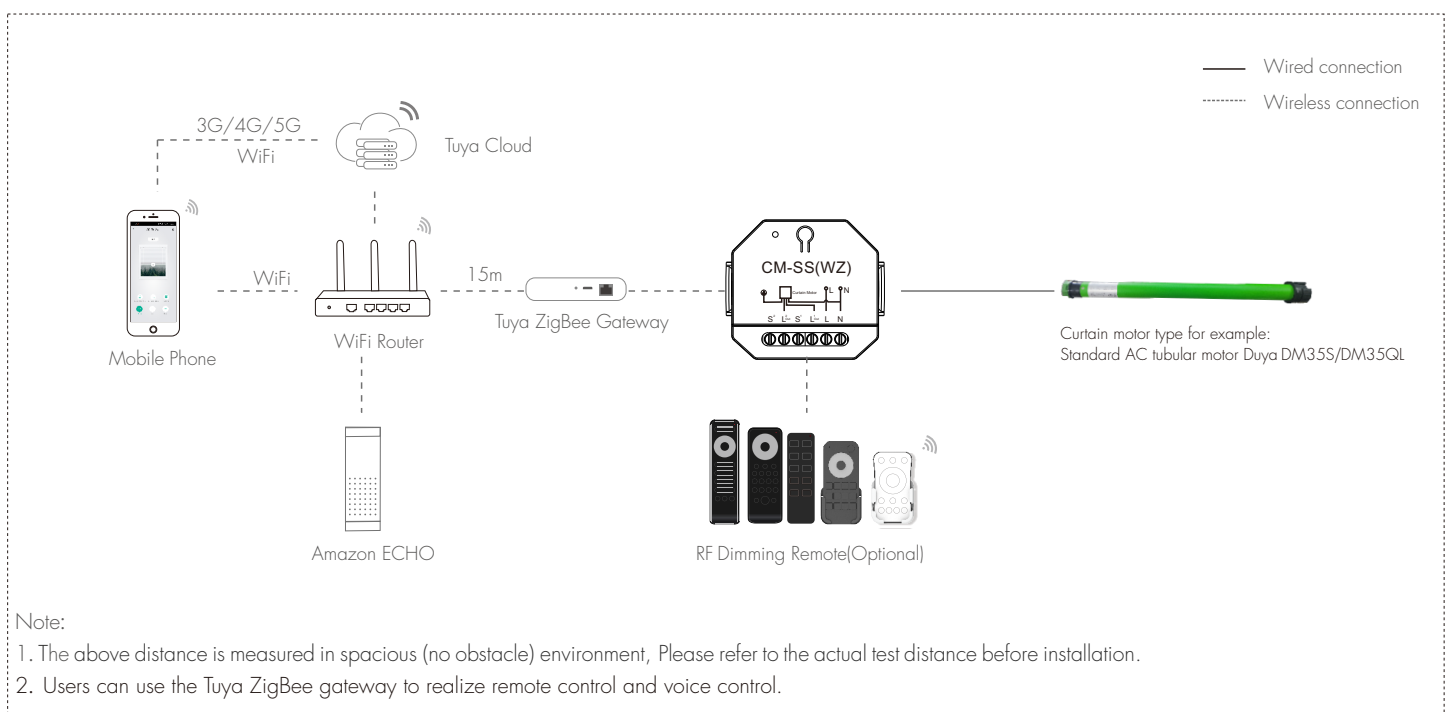 Wired connection
Wireless connection
3G/4G/5G
WiFi
Tuya Cloud
WiFi
15m
Mobile Phone
WiFi Router
Tuya ZigBee Gateway
CM-SS(WZ)
Curtain Motor
L N
L N
Curtain motor type for example:
Standard AC tubular motor Duya DM35S/DM35QL
Amazon ECHO
RF Dimming Remote(Optional)
Note:
1. The above distance is measured in spacious (no obstacle) environment, Please refer to the actual test distance before installation.
2. Users can use the Tuya ZigBee gateway to realize remote control and voice control.